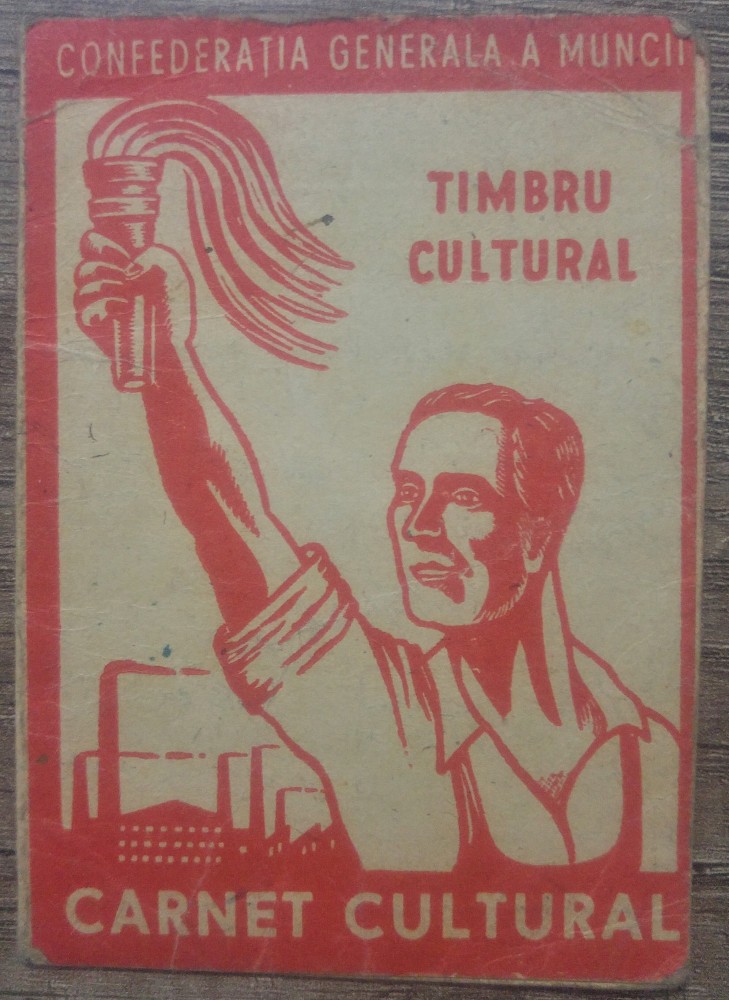 CONFEDERAȚIA GENERALA A MUNCII
TIMBRU
CULTURAL
CARNET CULTURAL